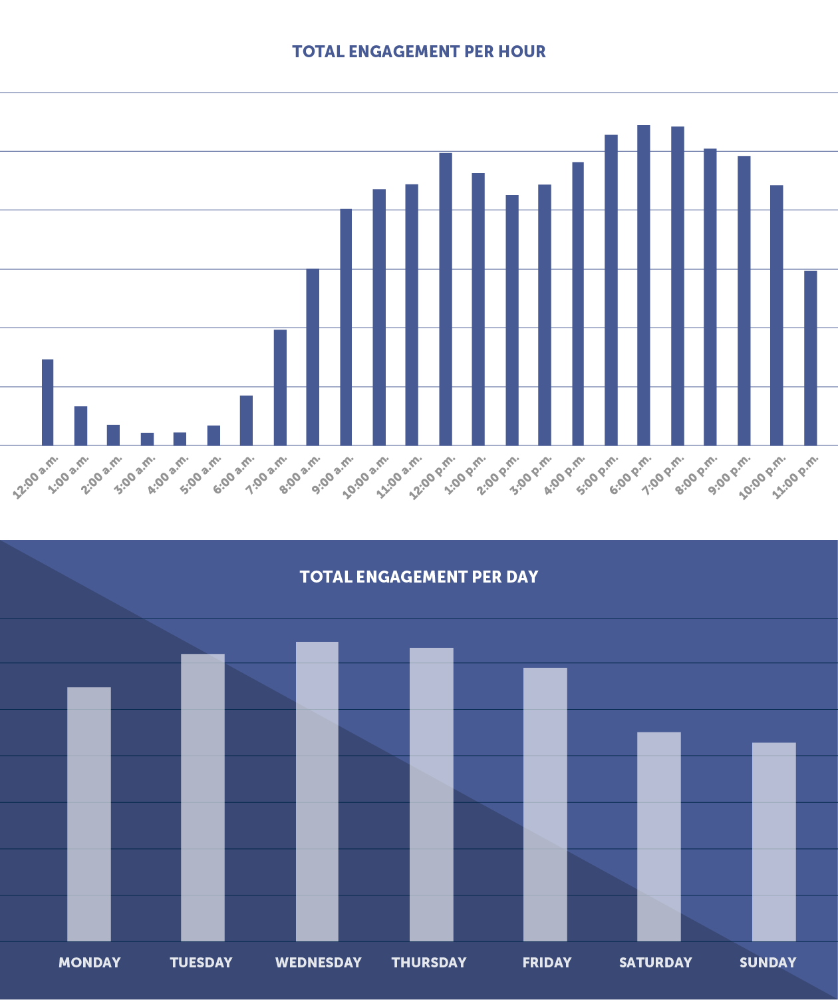 TOTAL ENGAGEMENT PER HOUR
12:00 a.m.
1:00 a.m.
2:00 a.m.
3:00 a.m.
4:00 a.m.
5:00 a.m.
6:00 a.m.
7:00 a.m.
8:00 a.m.
9:00 a.m.
10:00 a.m.
11:00 a.m.
12:00 p.m.
1:00 p.m.
2:00 p.m.
3:00 p.m.
4:00 p.m.
5:00 p.m.
6:00 p.m.
7:00 p.m.
8:00 p.m.
9:00 p.m.
10:00 p.m.
11:00 p.m.
TOTAL ENGAGEMENT PER DAY
MONDAY TUESDAY WEDNESDAY THURSDAY FRIDAY SATURDAY SUNDAY